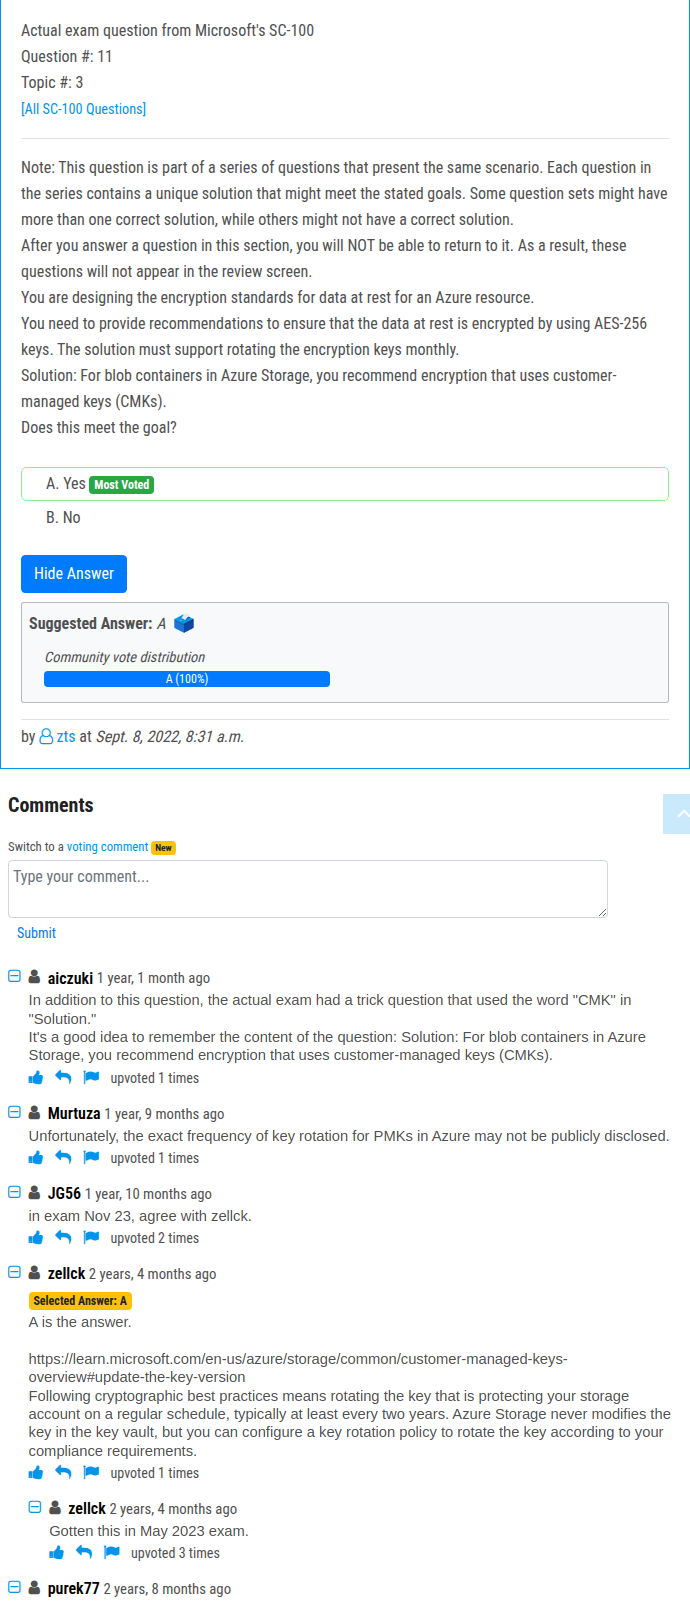 Actual exam question from Microsoft's SC-100
Question #: 11
Topic #: 3
[All SC-100 Questions]
Note: This question is part of a series of questions that present the same scenario. Each question in
the series contains a unique solution that might meet the stated goals. Some question sets might have
more than one correct solution, while others might not have a correct solution.
After you answer a question in this section, you will NOT be able to return to it. As a result, these
questions will not appear in the review screen.
You are designing the encryption standards for data at rest for an Azure resource.
You need to provide recommendations to ensure that the data at rest is encrypted by using AES-256
keys. The solution must support rotating the encryption keys monthly.
Solution: For blob containers in Azure Storage, you recommend encryption that uses customer-
managed keys (CMKs).
Does this meet the goal?
A. Yes Most Voted
B. No
Hide Answer
Suggested Answer: A
Community vote distribution
A (100%)
by zts at Sept. 8, 2022, 8:31 a.m.
Comments
Switch to a voting comment New
Type your comment...
Submit
aiczuki 1 year, 1 month ago
In addition to this question, the actual exam had a trick question that used the word "CMK" in
"Solution."
It's a good idea to remember the content of the question: Solution: For blob containers in Azure
Storage, you recommend encryption that uses customer-managed keys (CMKs).
upvoted 1 times
Murtuza 1 year, 9 months ago
Unfortunately, the exact frequency of key rotation for PMKs in Azure may not be publicly disclosed.
upvoted 1 times
JG56 1 year, 10 months ago
in exam Nov 23, agree with zellck.
upvoted 2 times
zellck 2 years, 4 months ago
Selected Answer: A
A is the answer.
https://learn.microsoft.com/en-us/azure/storage/common/customer-managed-keys-
overview#update-the-key-version
Following cryptographic best practices means rotating the key that is protecting your storage
account on a regular schedule, typically at least every two years. Azure Storage never modifies the
key in the key vault, but you can configure a key rotation policy to rotate the key according to your
compliance requirements.
upvoted 1 times
zellck 2 years, 4 months ago
Gotten this in May 2023 exam.
upvoted 3 times
purek77 2 years, 8 months ago